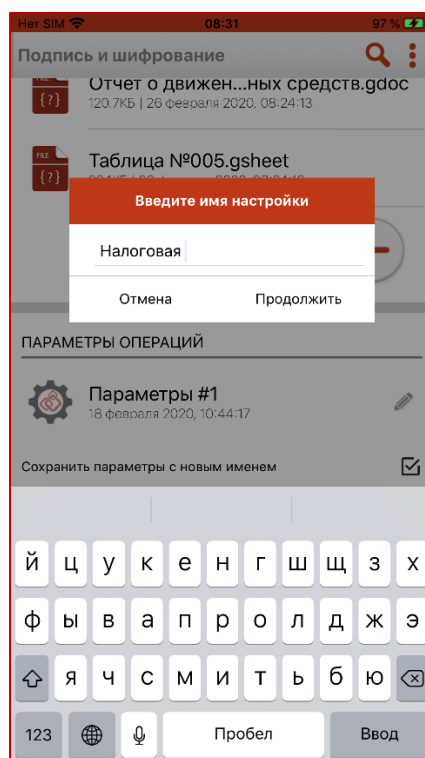 Нет SIM 08:31 97 %
Подпись и шифрование
FILE {?} Отчет о движен...ных средств.gdoc
120.7КБ | 26 февраля 2020, 08:24:13
FILE {?} Таблица №005.gsheet
Введите имя настройки
Налоговая
Отмена Продолжить
ПАРАМЕТРЫ ОПЕРАЦИЙ
Параметры #1
18 февраля 2020, 10:44:17
Сохранить параметры с новым именем
й ц у к е н г ш щ з х
ф ы в а п р о л д ж э
я ч с м и т ь б ю
123 Пробел Ввод